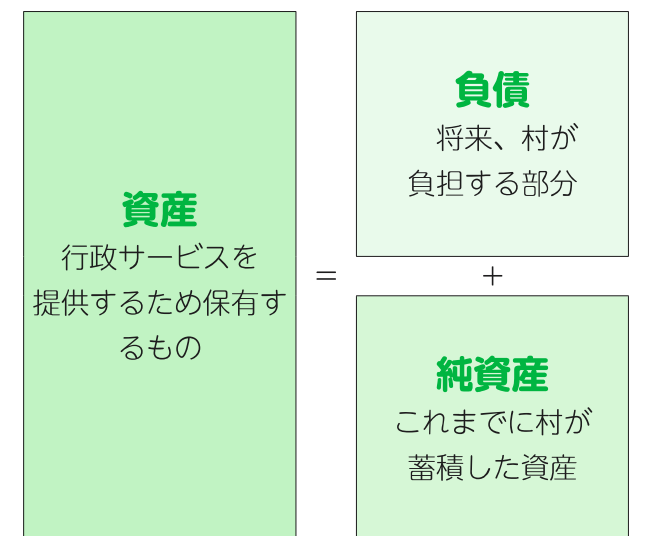 資産
行政サービスを
提供するため保有す
るもの
＝
負債
将来、村が
負担する部分
＋
純資産
これまでに村が
蓄積した資産